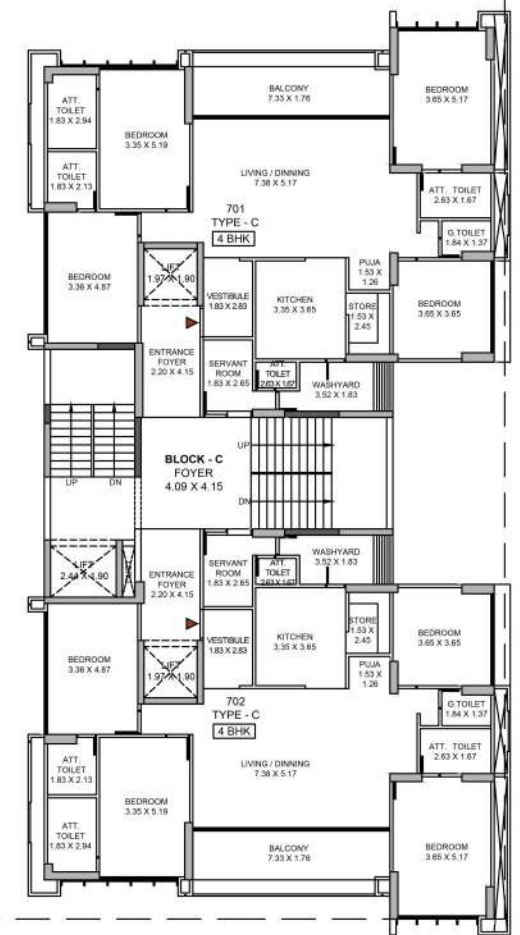 BALCONY
7.33 X 1.76
BEDROOM
3.65 X 5.17
ATT.
TOILET
1.83 X 2.94
BEDROOM
3.35 X 5.19
ATT.
TOILET
1.83 X 2.13
LIVING / DINNING
7.38 X 5.17
ATT. TOILET
2.63 X 1.67
701
TYPE - C
4 BHK
G.TOILET
1.84 X 1.37
BEDROOM
3.36 X 4.87
LIFT
1.97 X 1.90
VESTIBULE
1.83 X 2.83
KITCHEN
3.35 X 3.65
PUJA
1.53 X
1.26
STORE
1.53 X
2.45
BEDROOM
3.65 X 3.65
ENTRANCE
FOYER
2.20 X 4.15
SERVANT
ROOM
1.83 X 2.65
ATT.
TOILET
2.63 X 1.67
WASHYARD
3.52 X 1.83
UP
DN
BLOCK - C
FOYER
4.09 X 4.15
UP
DN
LIFT
2.44 X 1.90
ENTRANCE
FOYER
2.20 X 4.15
SERVANT
ROOM
1.83 X 2.65
ATT.
TOILET
2.63 X 1.67
WASHYARD
3.52 X 1.83
BEDROOM
3.36 X 4.87
LIFT
1.97 X 1.90
VESTIBULE
1.83 X 2.83
KITCHEN
3.35 X 3.65
STORE
1.53 X
2.45
PUJA
1.53 X
1.26
BEDROOM
3.65 X 3.65
702
TYPE - C
4 BHK
G.TOILET
1.84 X 1.37
ATT. TOILET
2.63 X 1.67
LIVING / DINNING
7.38 X 5.17
ATT.
TOILET
1.83 X 2.13
BEDROOM
3.35 X 5.19
ATT.
TOILET
1.83 X 2.94
BALCONY
7.33 X 1.76
BEDROOM
3.65 X 5.17